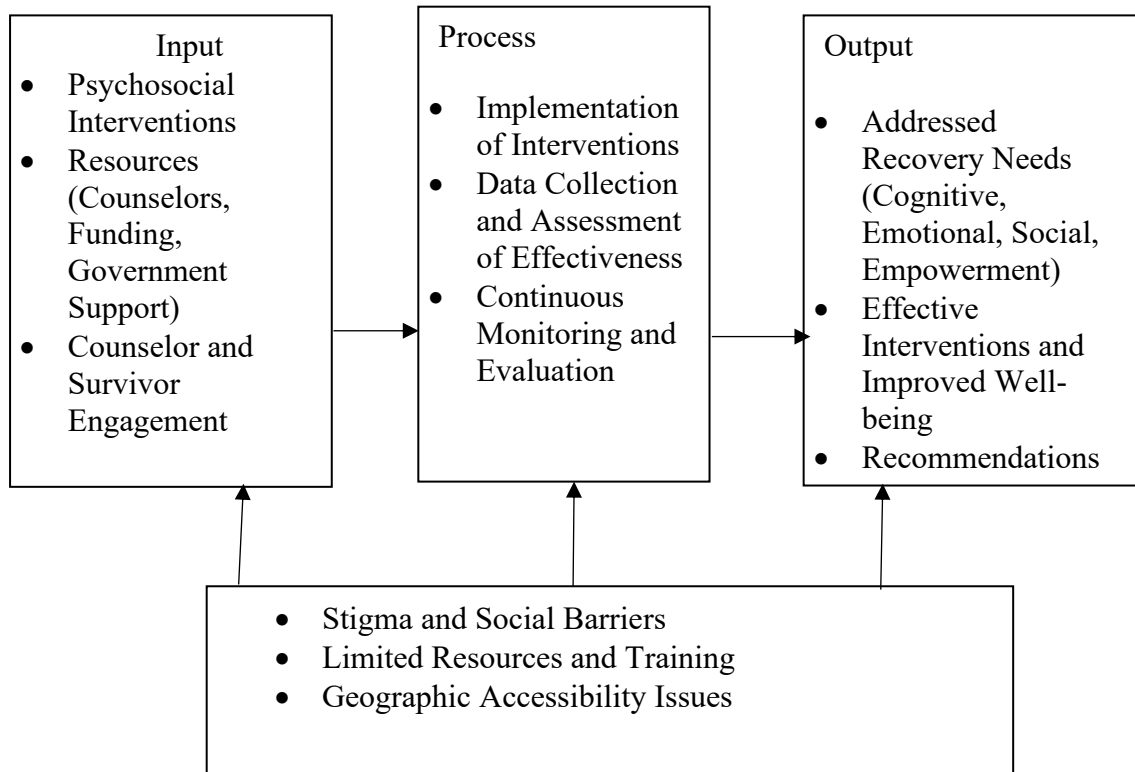 Input
• Psychosocial
Interventions
• Resources
(Counselors,
Funding,
Government
Support)
• Counselor and
Survivor
Engagement
Process
• Implementation
of Interventions
• Data Collection
and Assessment
of Effectiveness
• Continuous
Monitoring and
Evaluation
Output
• Addressed
Recovery Needs
(Cognitive,
Emotional, Social,
Empowerment)
• Effective
Interventions and
Improved Well-
being
• Recommendations
• Stigma and Social Barriers
• Limited Resources and Training
• Geographic Accessibility Issues